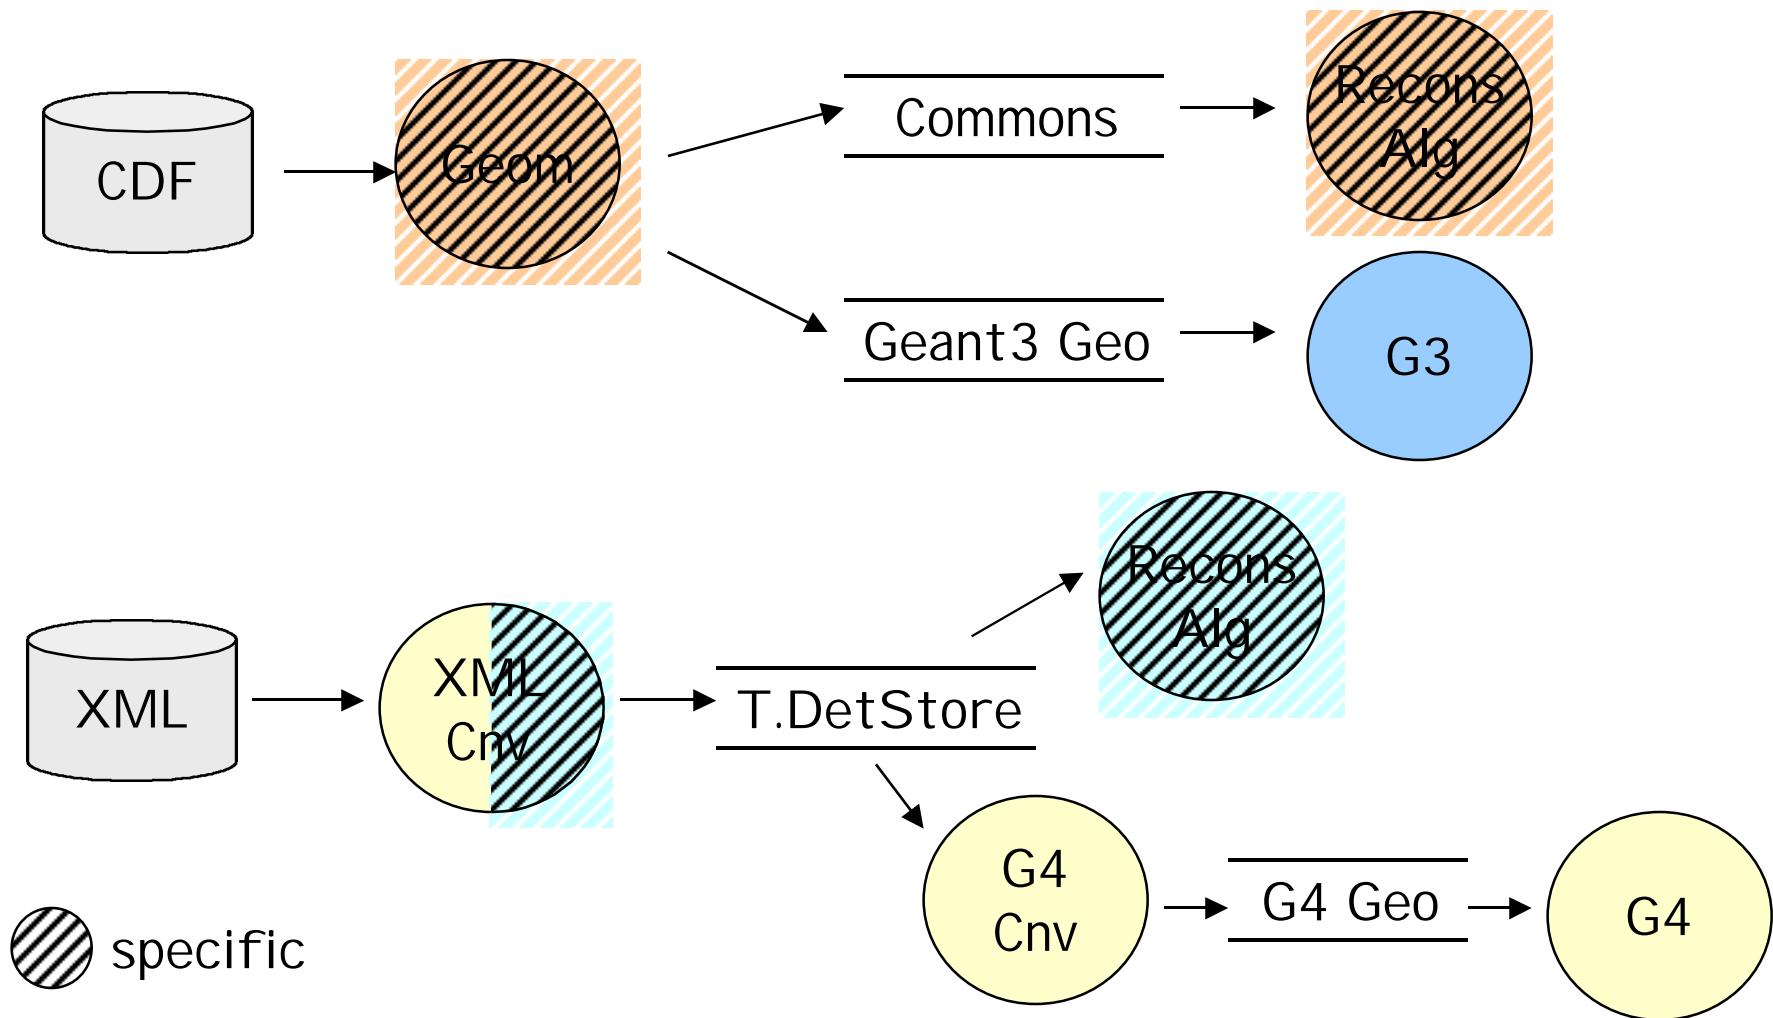 CDF
Geom
Commons
Recons
Alg
Geant3 Geo
G3
XML
XML
Cnv
T.DetStore
Recons
Alg
G4
Cnv
G4 Geo
G4
specific